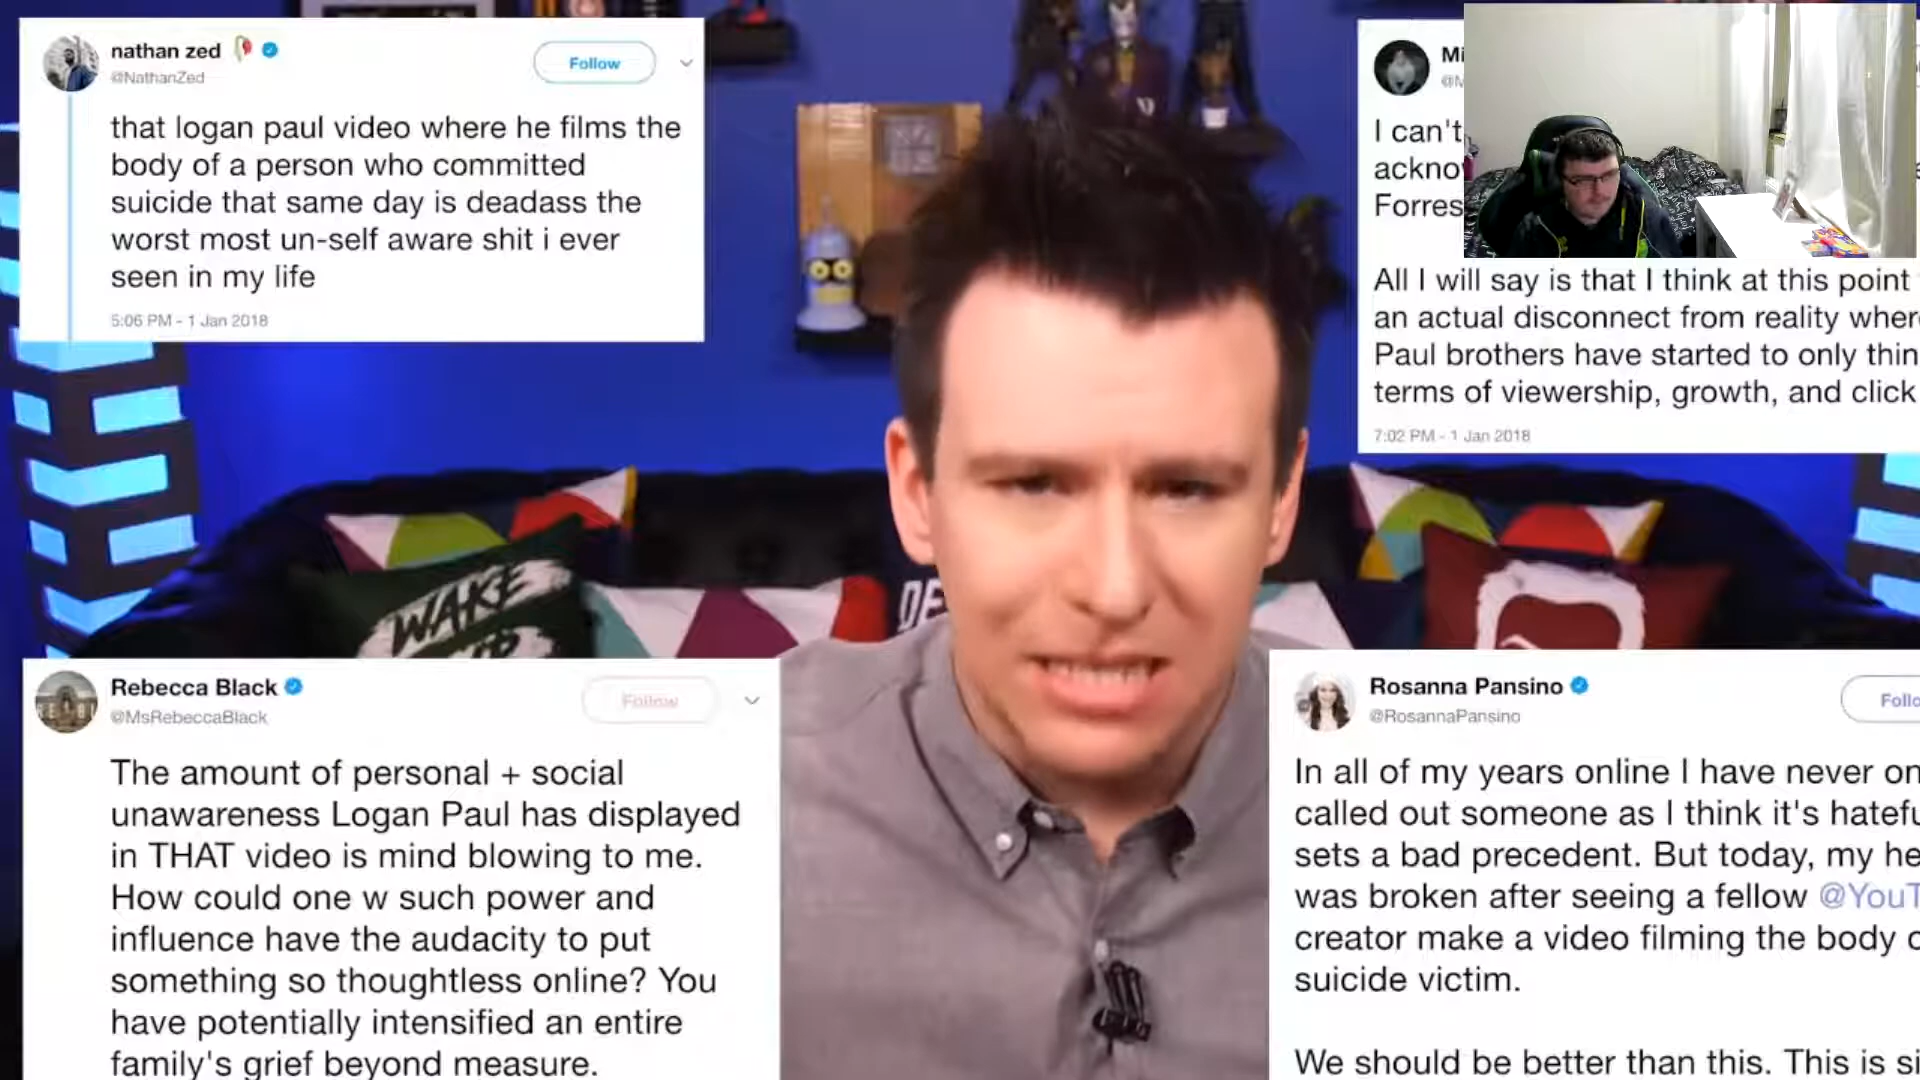 nathan zed
@NathanZed
Follow
that logan paul video where he films the
body of a person who committed
suicide that same day is deadass the
worst most un-self aware shit i ever
seen in my life
5:06 PM - 1 Jan 2018
Mi
@M
I can't
ackno
Forres
All I will say is that I think at this point
an actual disconnect from reality wher
Paul brothers have started to only thin
terms of viewership, growth, and click
7:02 PM - 1 Jan 2018
WAKE
UP
DE
Rebecca Black
@MsRebeccaBlack
Follow
The amount of personal + social
unawareness Logan Paul has displayed
in THAT video is mind blowing to me.
How could one w such power and
influence have the audacity to put
something so thoughtless online? You
have potentially intensified an entire
family's grief beyond measure.
Rosanna Pansino
@RosannaPansino
Follo
In all of my years online I have never on
called out someone as I think it's hatefu
sets a bad precedent. But today, my he
was broken after seeing a fellow @YouT
creator make a video filming the body o
suicide victim.
We should be better than this. This is si